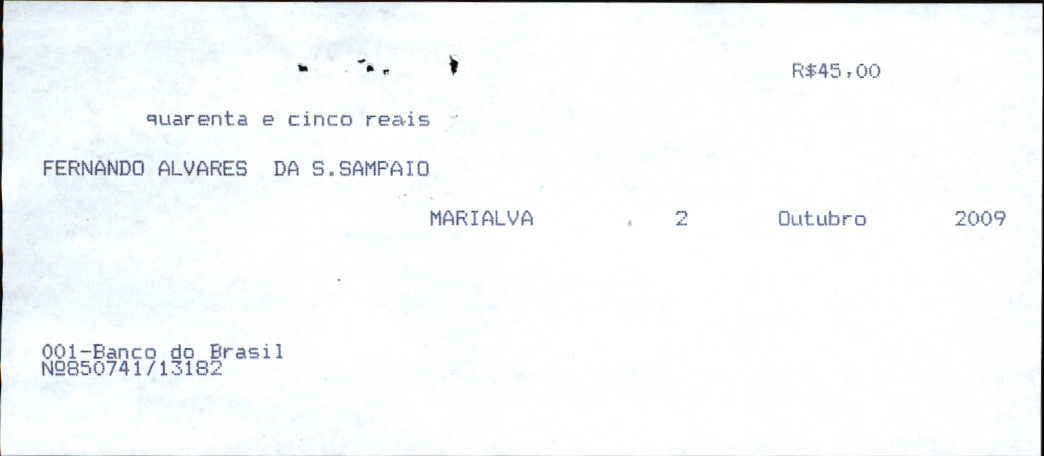 R$45,00
quarenta e cinco reais
FERNANDO ALVARES DA S.SAMPAIO
MARIALVA 2 Outubro 2009
001-Banco do Brasil
Nº850741/13182